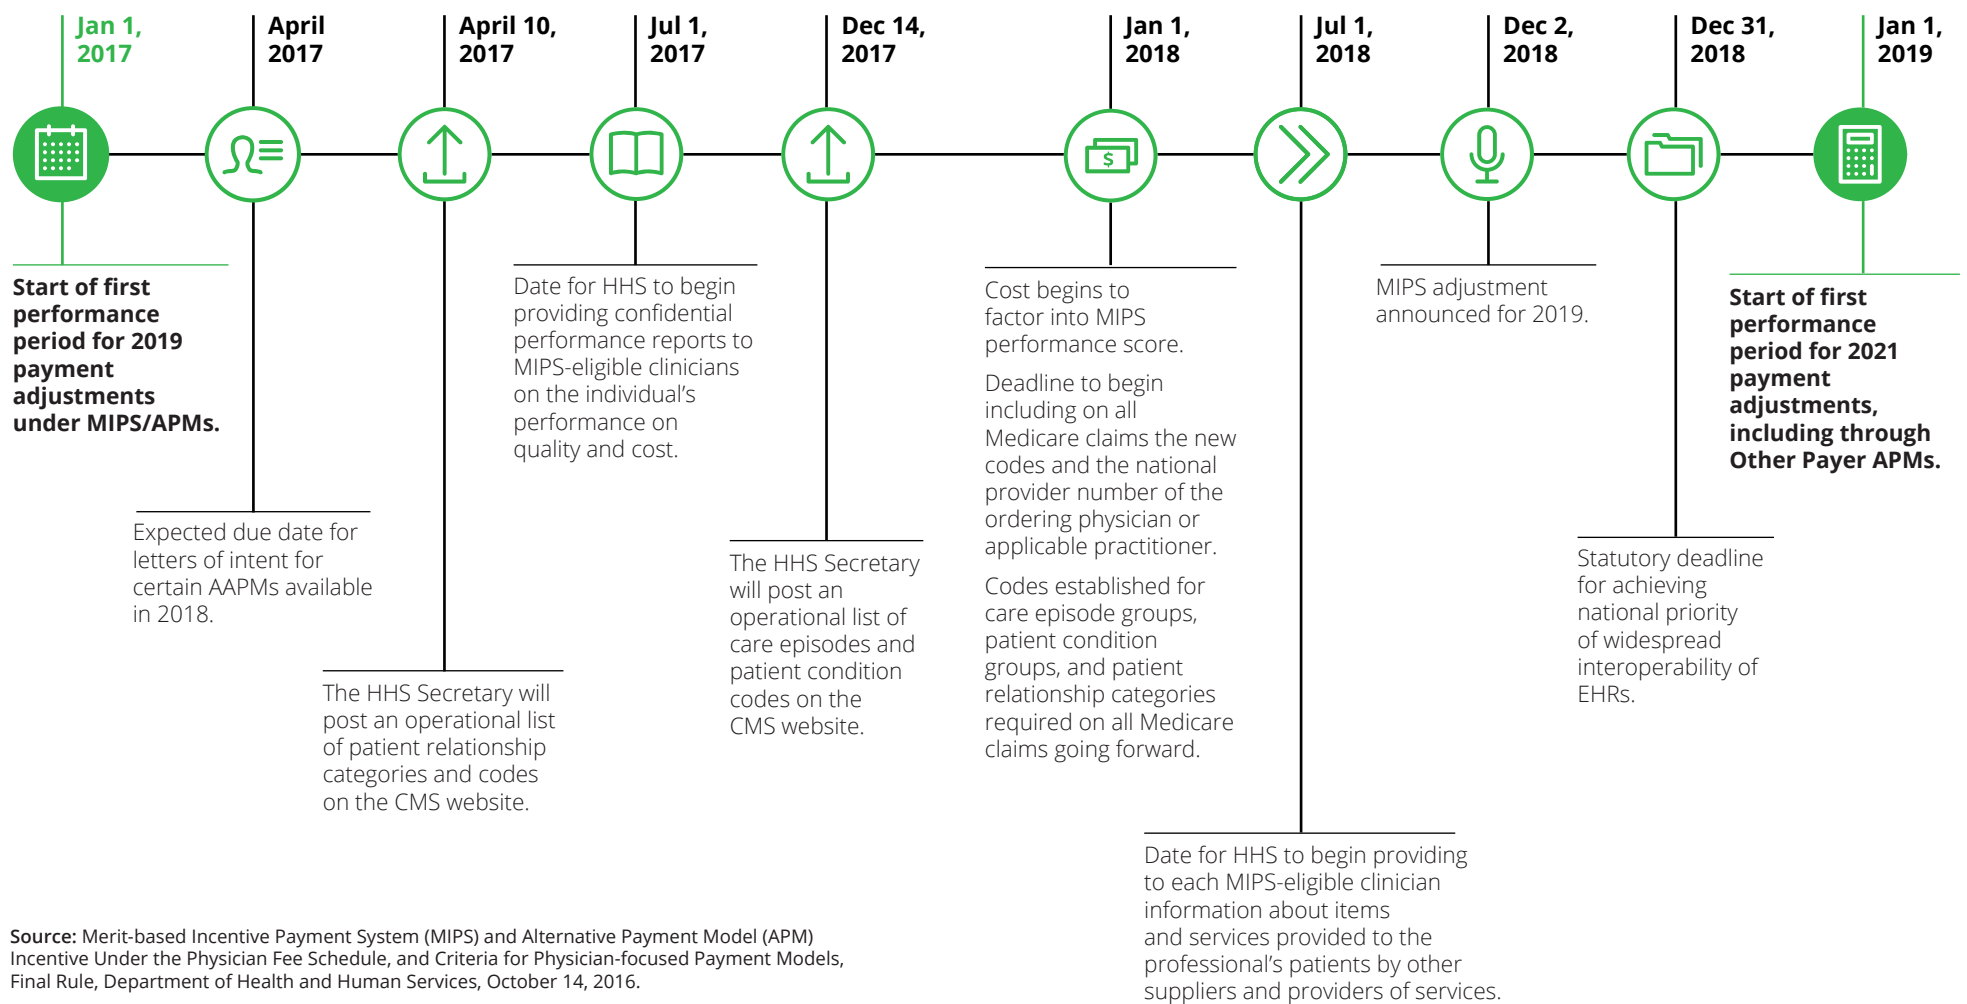 Jan 1,
2017
April
2017
April 10,
2017
Jul 1,
2017
Dec 14,
2017
Jan 1,
2018
Jul 1,
2018
Dec 2,
2018
Dec 31,
2018
Jan 1,
2019
$
Start of first
performance
period for 2019
payment
adjustments
under MIPS/APMs.
Expected due date for
letters of intent for
certain AAPMs available
in 2018.
The HHS Secretary will
post an operational list
of patient relationship
categories and codes
on the CMS website.
Date for HHS to begin
providing confidential
performance reports to
MIPS-eligible clinicians
on the individual’s
performance on
quality and cost.
The HHS Secretary
will post an
operational list of
care episodes and
patient condition
codes on the
CMS website.
Cost begins to
factor into MIPS
performance score.
Deadline to begin
including on all
Medicare claims the new
codes and the national
provider number of the
ordering physician or
applicable practitioner.
Codes established for
care episode groups,
patient condition
groups, and patient
relationship categories
required on all Medicare
claims going forward.
Date for HHS to begin providing
to each MIPS-eligible clinician
information about items
and services provided to the
professional’s patients by other
suppliers and providers of services.
MIPS adjustment
announced for 2019.
Statutory deadline
for achieving
national priority
of widespread
interoperability of
EHRs.
Start of first
performance
period for 2021
payment
adjustments,
including through
Other Payer APMs.
Source: Merit-based Incentive Payment System (MIPS) and Alternative Payment Model (APM)
Incentive Under the Physician Fee Schedule, and Criteria for Physician-focused Payment Models,
Final Rule, Department of Health and Human Services, October 14, 2016.